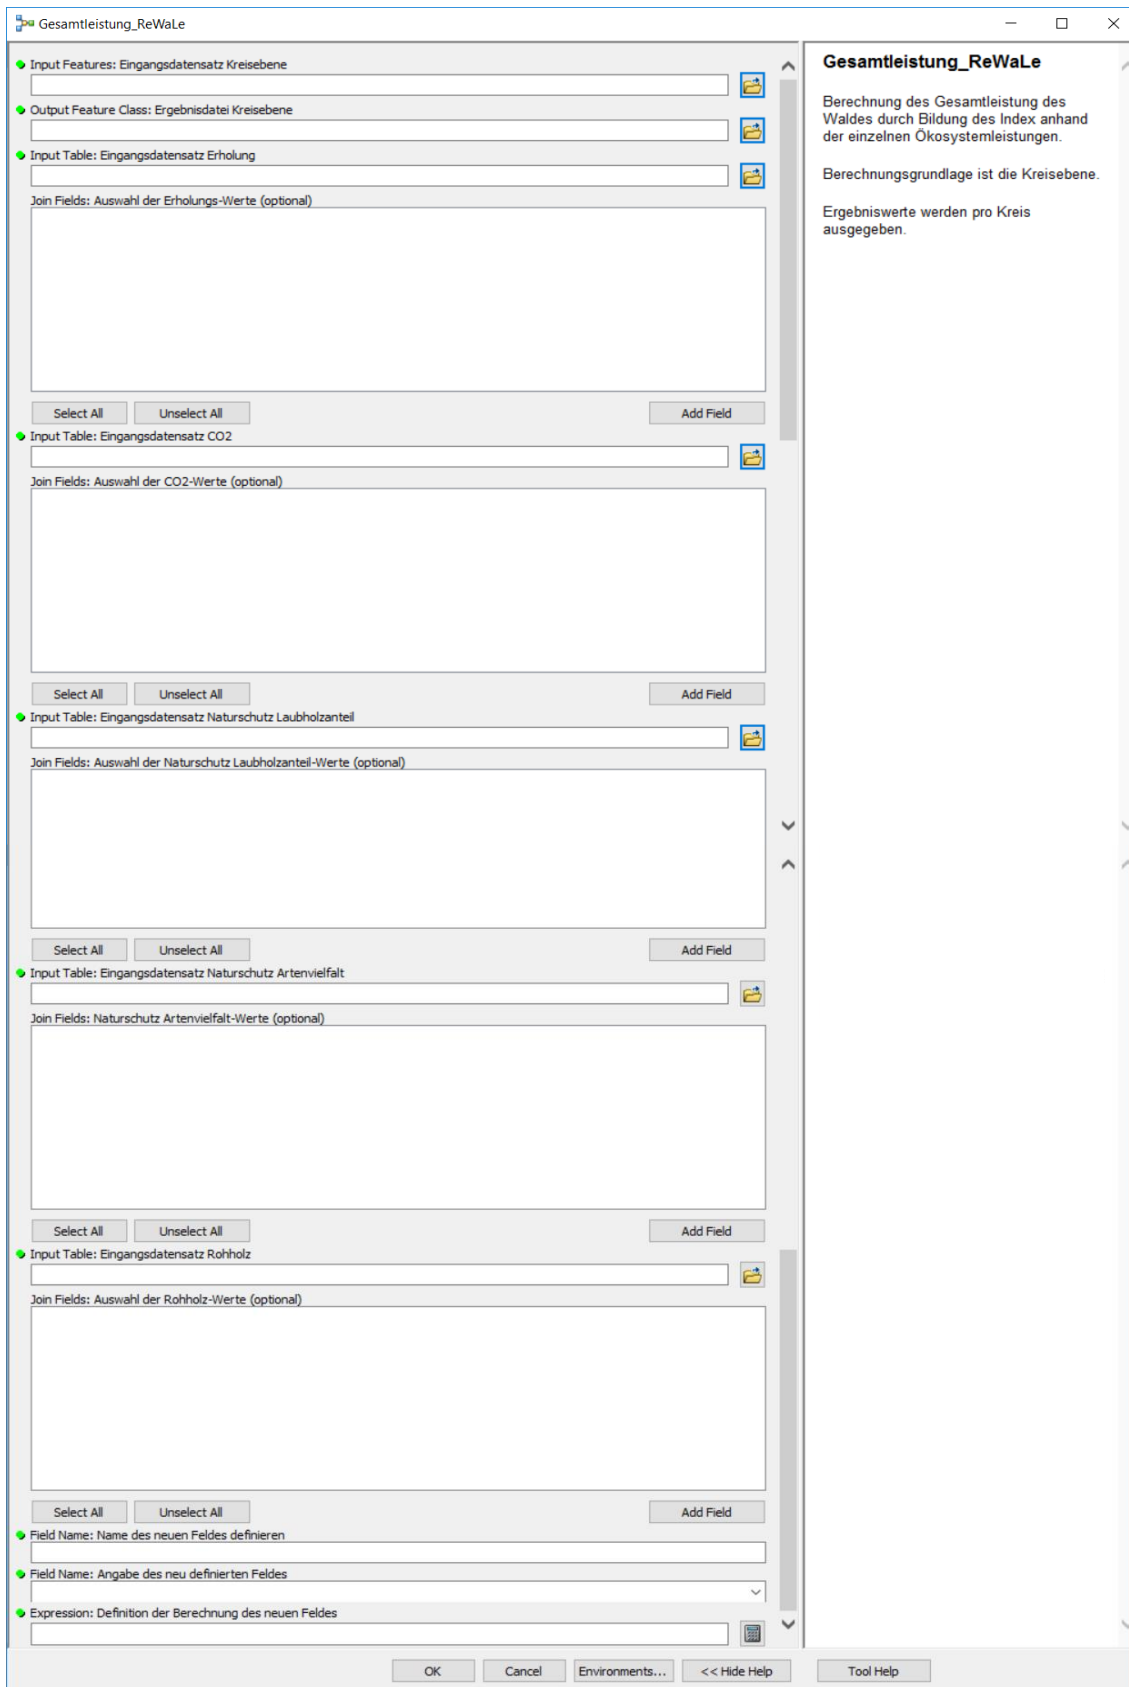 Gesamtleistung_ReWaLe
Input Features: Eingangsdatensatz Kreisebene
Output Feature Class: Ergebnisdatei Kreisebene
Input Table: Eingangsdatensatz Erholung
Join Fields: Auswahl der Erholungs-Werte (optional)
Select All Unselect All Add Field
Input Table: Eingangsdatensatz CO2
Join Fields: Auswahl der CO2-Werte (optional)
Select All Unselect All Add Field
Input Table: Eingangsdatensatz Naturschutz Laubholzanteil
Join Fields: Auswahl der Naturschutz Laubholzanteil-Werte (optional)
Select All Unselect All Add Field
Input Table: Eingangsdatensatz Naturschutz Artenvielfalt
Join Fields: Naturschutz Artenvielfalt-Werte (optional)
Select All Unselect All Add Field
Input Table: Eingangsdatensatz Rohholz
Join Fields: Auswahl der Rohholz-Werte (optional)
Select All Unselect All Add Field
Field Name: Name des neuen Feldes definieren
Field Name: Angabe des neu definierten Feldes
Expression: Definition der Berechnung des neuen Feldes
Gesamtleistung_ReWaLe
Berechnung des Gesamtleistung des
Waldes durch Bildung des Index anhand
der einzelnen Ökosystemleistungen.
Berechnungsgrundlage ist die Kreisebene.
Ergebniswerte werden pro Kreis
ausgegeben.
OK Cancel Environments... << Hide Help Tool Help